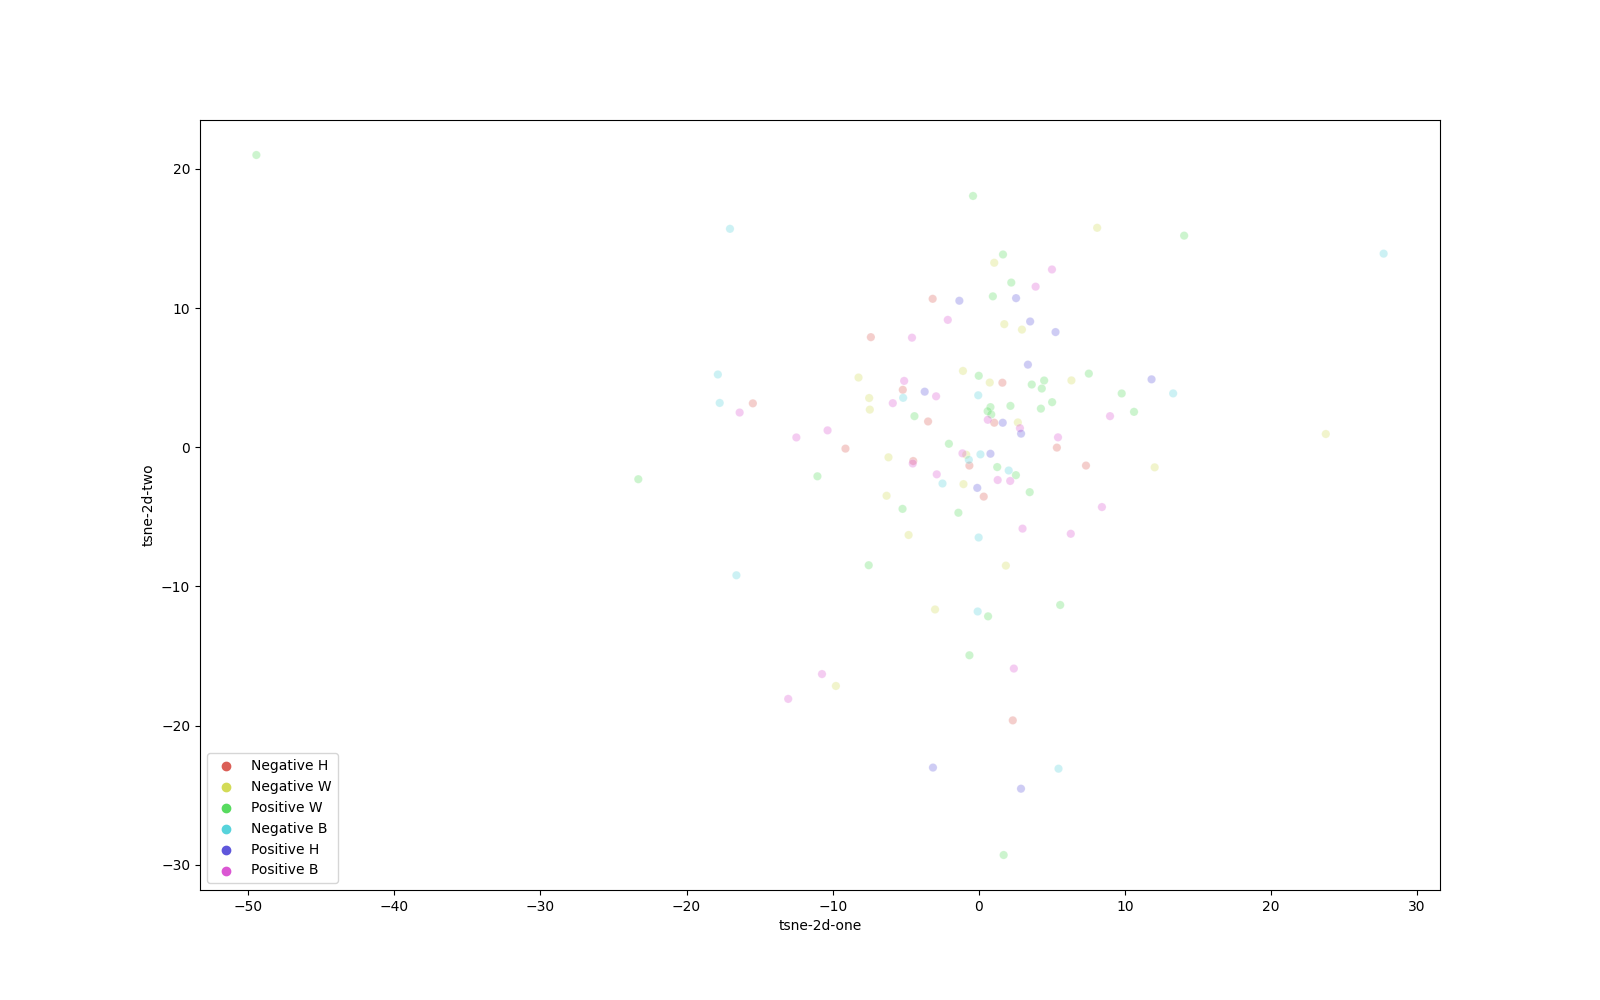 20
10
0
−10
−20
−30
tsne-2d-two
Negative H
Negative W
Positive W
Negative B
Positive H
Positive B
−50 −40 −30 −20 −10 0 10 20 30
tsne-2d-one